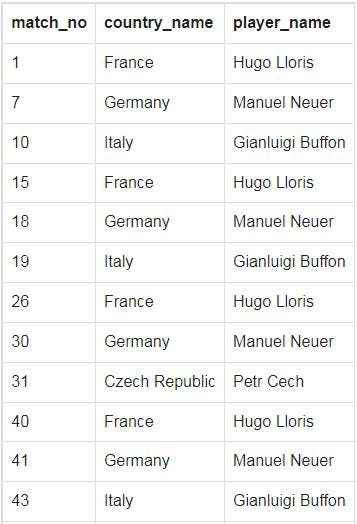 match_no country_name player_name
1 France Hugo Lloris
7 Germany Manuel Neuer
10 Italy Gianluigi Buffon
15 France Hugo Lloris
18 Germany Manuel Neuer
19 Italy Gianluigi Buffon
26 France Hugo Lloris
30 Germany Manuel Neuer
31 Czech Republic Petr Cech
40 France Hugo Lloris
41 Germany Manuel Neuer
43 Italy Gianluigi Buffon